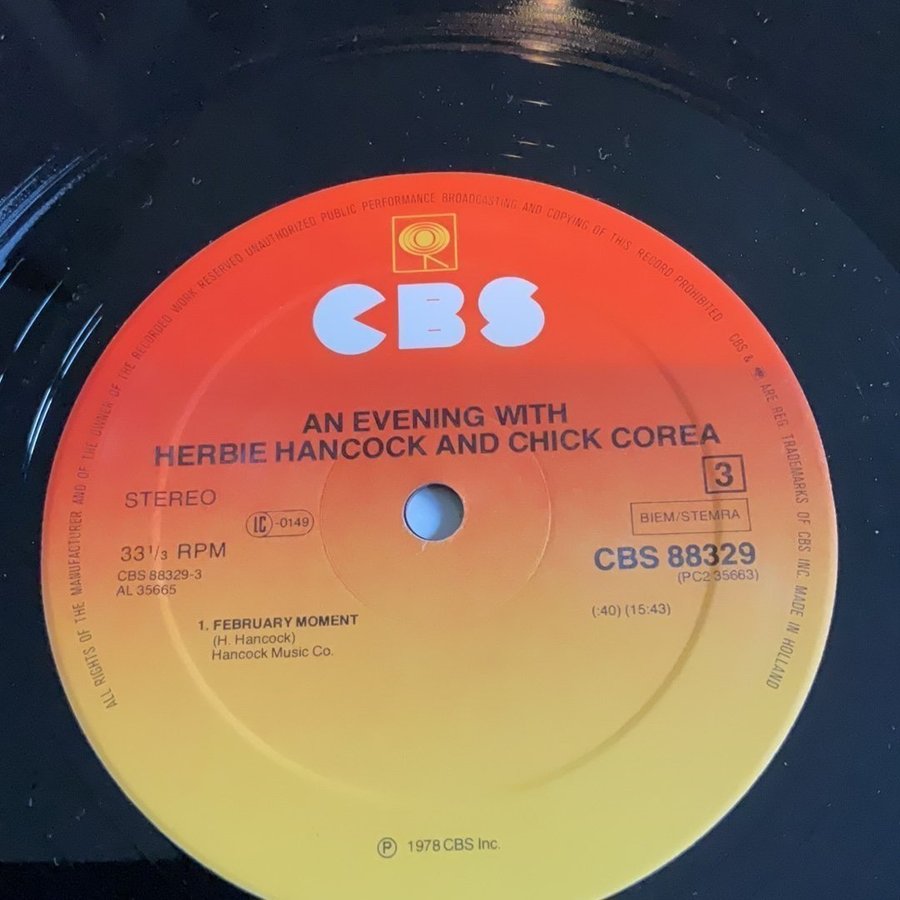 ALL RIGHTS OF THE MANUFACTURER AND OF THE OWNER OF THE RECORDED WORK RESERVED UNAUTHORIZED PUBLIC PERFORMANCE BROADCASTING AND COPYING OF THIS RECORD PROHIBITED
CBS & ARE REG. TRADEMARKS OF CBS INC. MADE IN HOLLAND
CBS
AN EVENING WITH
HERBIE HANCOCK AND CHICK COREA
3
STEREO
LC-0149
BIEM/STEMRA
33 1/3 RPM
CBS 88329
CBS 88329-3
(PC2 35663)
AL 35665
1. FEBRUARY MOMENT (:40) (15:43)
(H. Hancock)
Hancock Music Co.
Ⓟ 1978 CBS Inc.